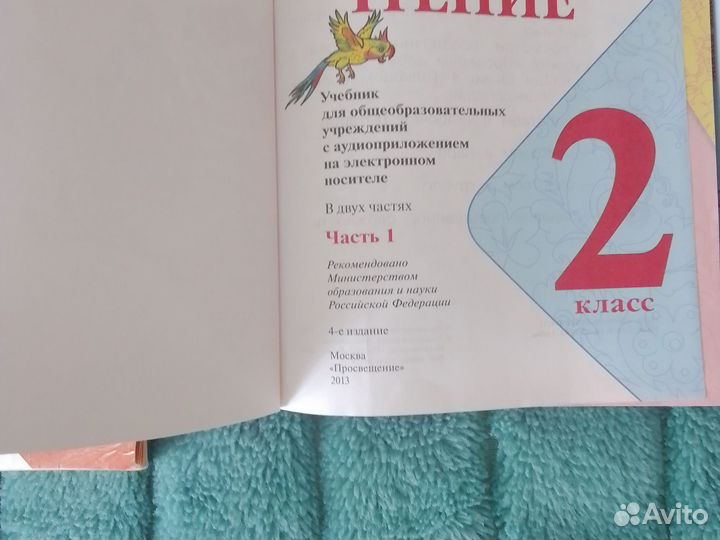 ЧТЕНИЕ
Учебник
для общеобразовательных
учреждений
с аудиоприложением
на электронном
носителе
В двух частях
Часть 1
Рекомендовано
Министерством
образования и науки
Российской Федерации
4-е издание
Москва
«Просвещение»
2013
2
класс
Avito